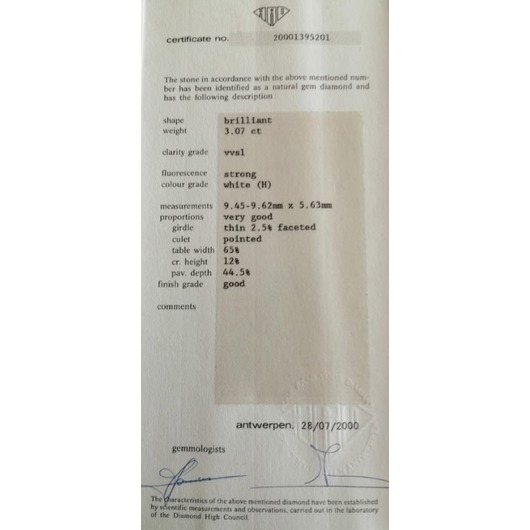 HRD
certificate no. 20001395201
The stone in accordance with the above mentioned num-
ber has been identified as a natural gem diamond and
has the following description
shape brilliant
weight 3.07 ct
clarity grade vvs1
fluorescence strong
colour grade white (H)
measurements 9.45-9.62mm x 5.63mm
proportions very good
girdle thin 2.5% faceted
culet pointed
table width 65%
cr. height 12%
pav. depth 44.5%
finish grade good
comments
antwerpen, 28/07/2000
gemmologists
The characteristics of the above mentioned diamond have been established
by scientific measurements and observations, carried out in the laboratory
of the Diamond High Council.